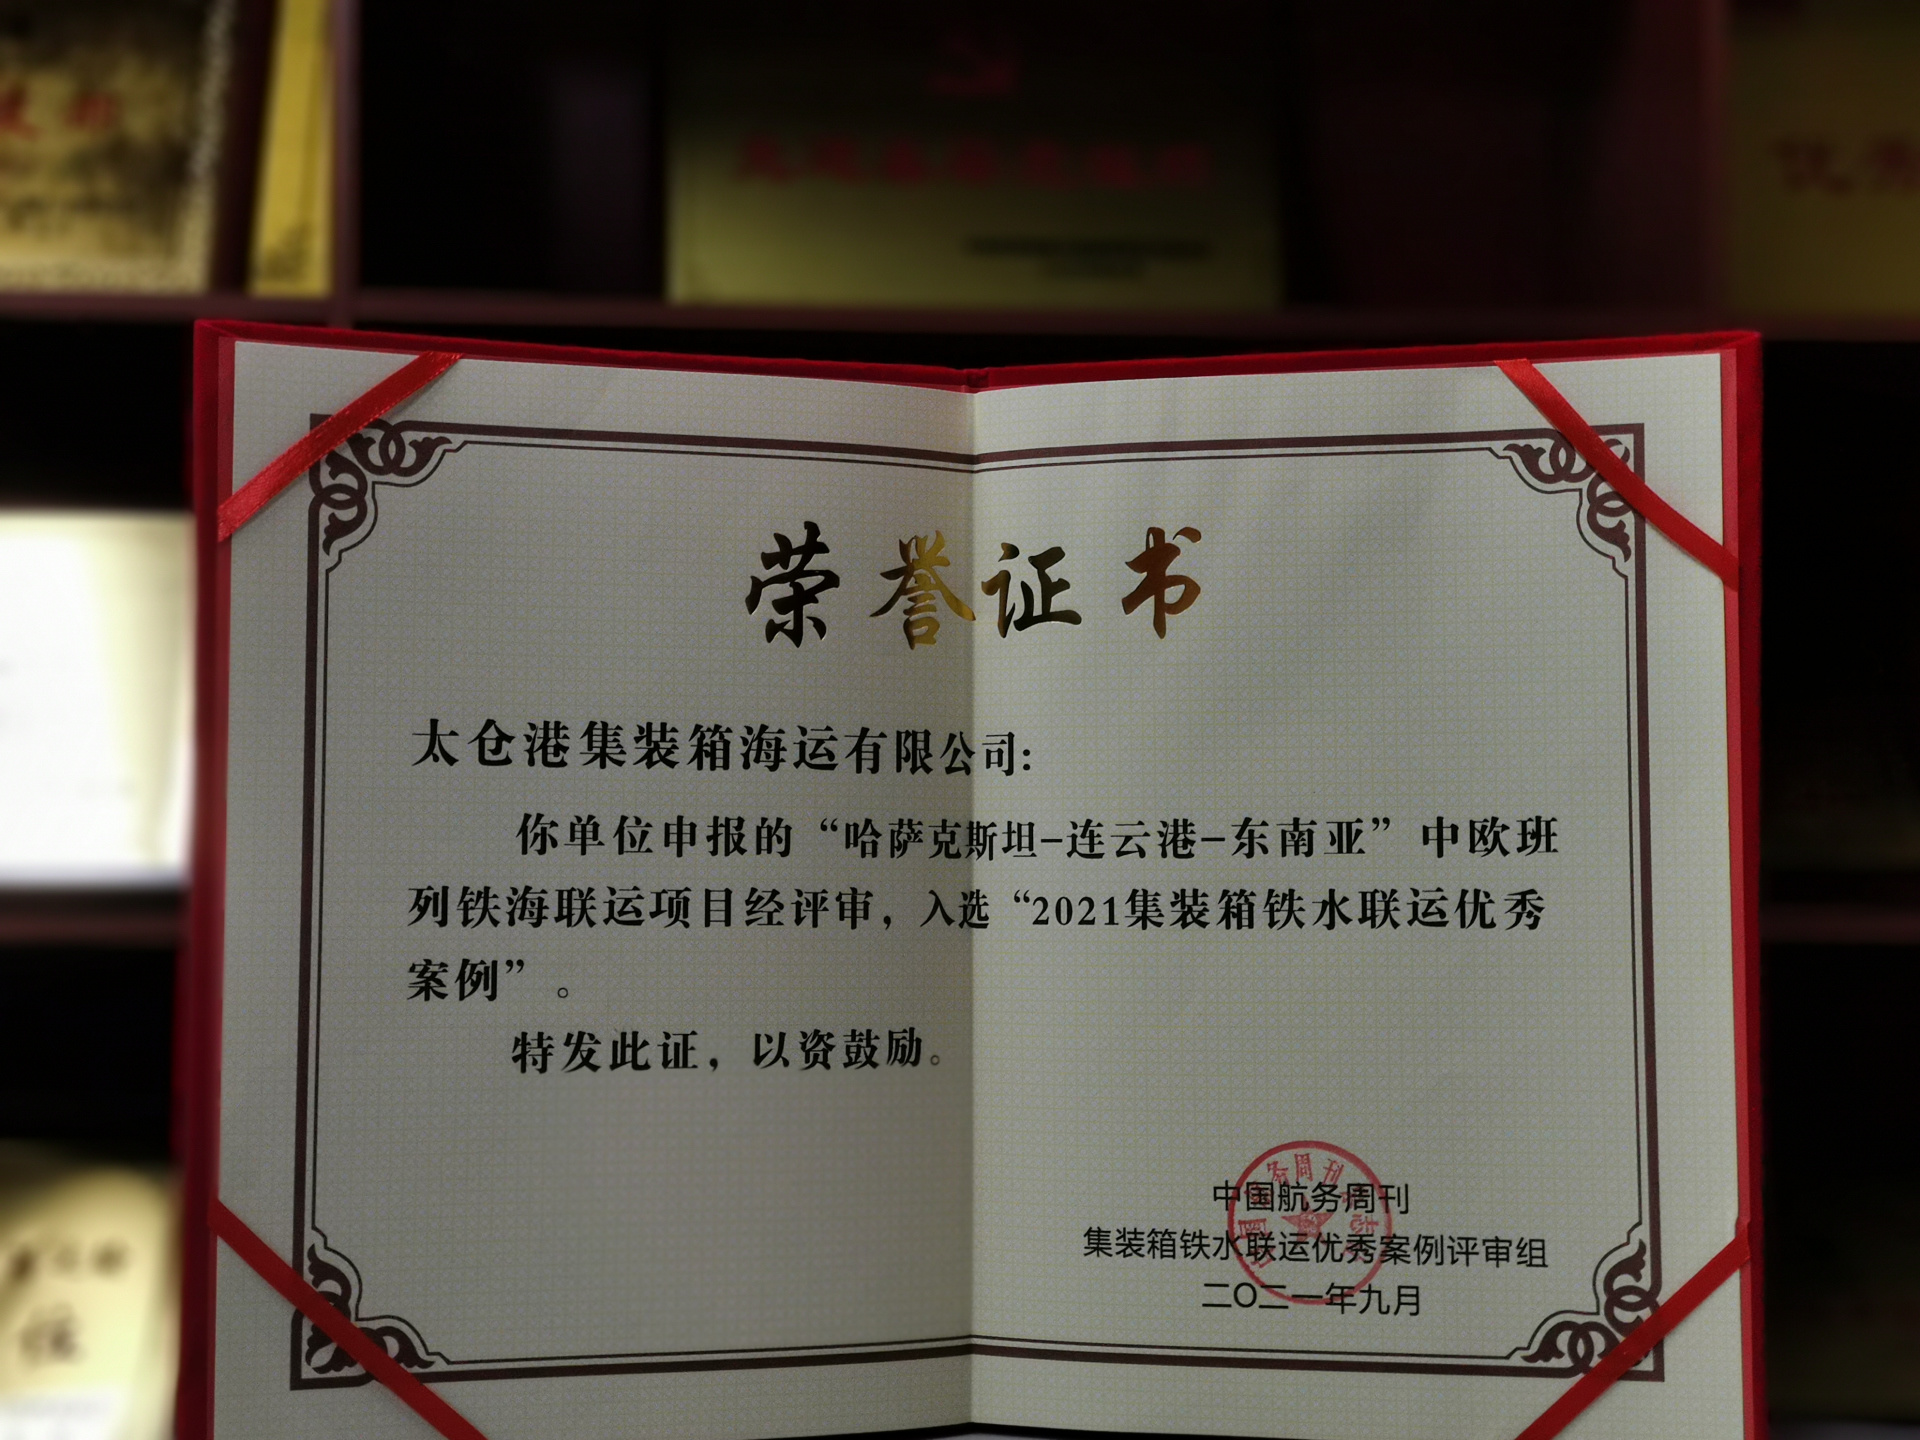 荣誉证书
太仓港集装箱海运有限公司:
你单位申报的“哈萨克斯坦-连云港-东南亚”中欧班
列铁海联运项目经评审，入选“2021集装箱铁水联运优秀
案例”。
特发此证，以资鼓励。
中国航务周刊
集装箱铁水联运优秀案例评审组
二〇二一年九月